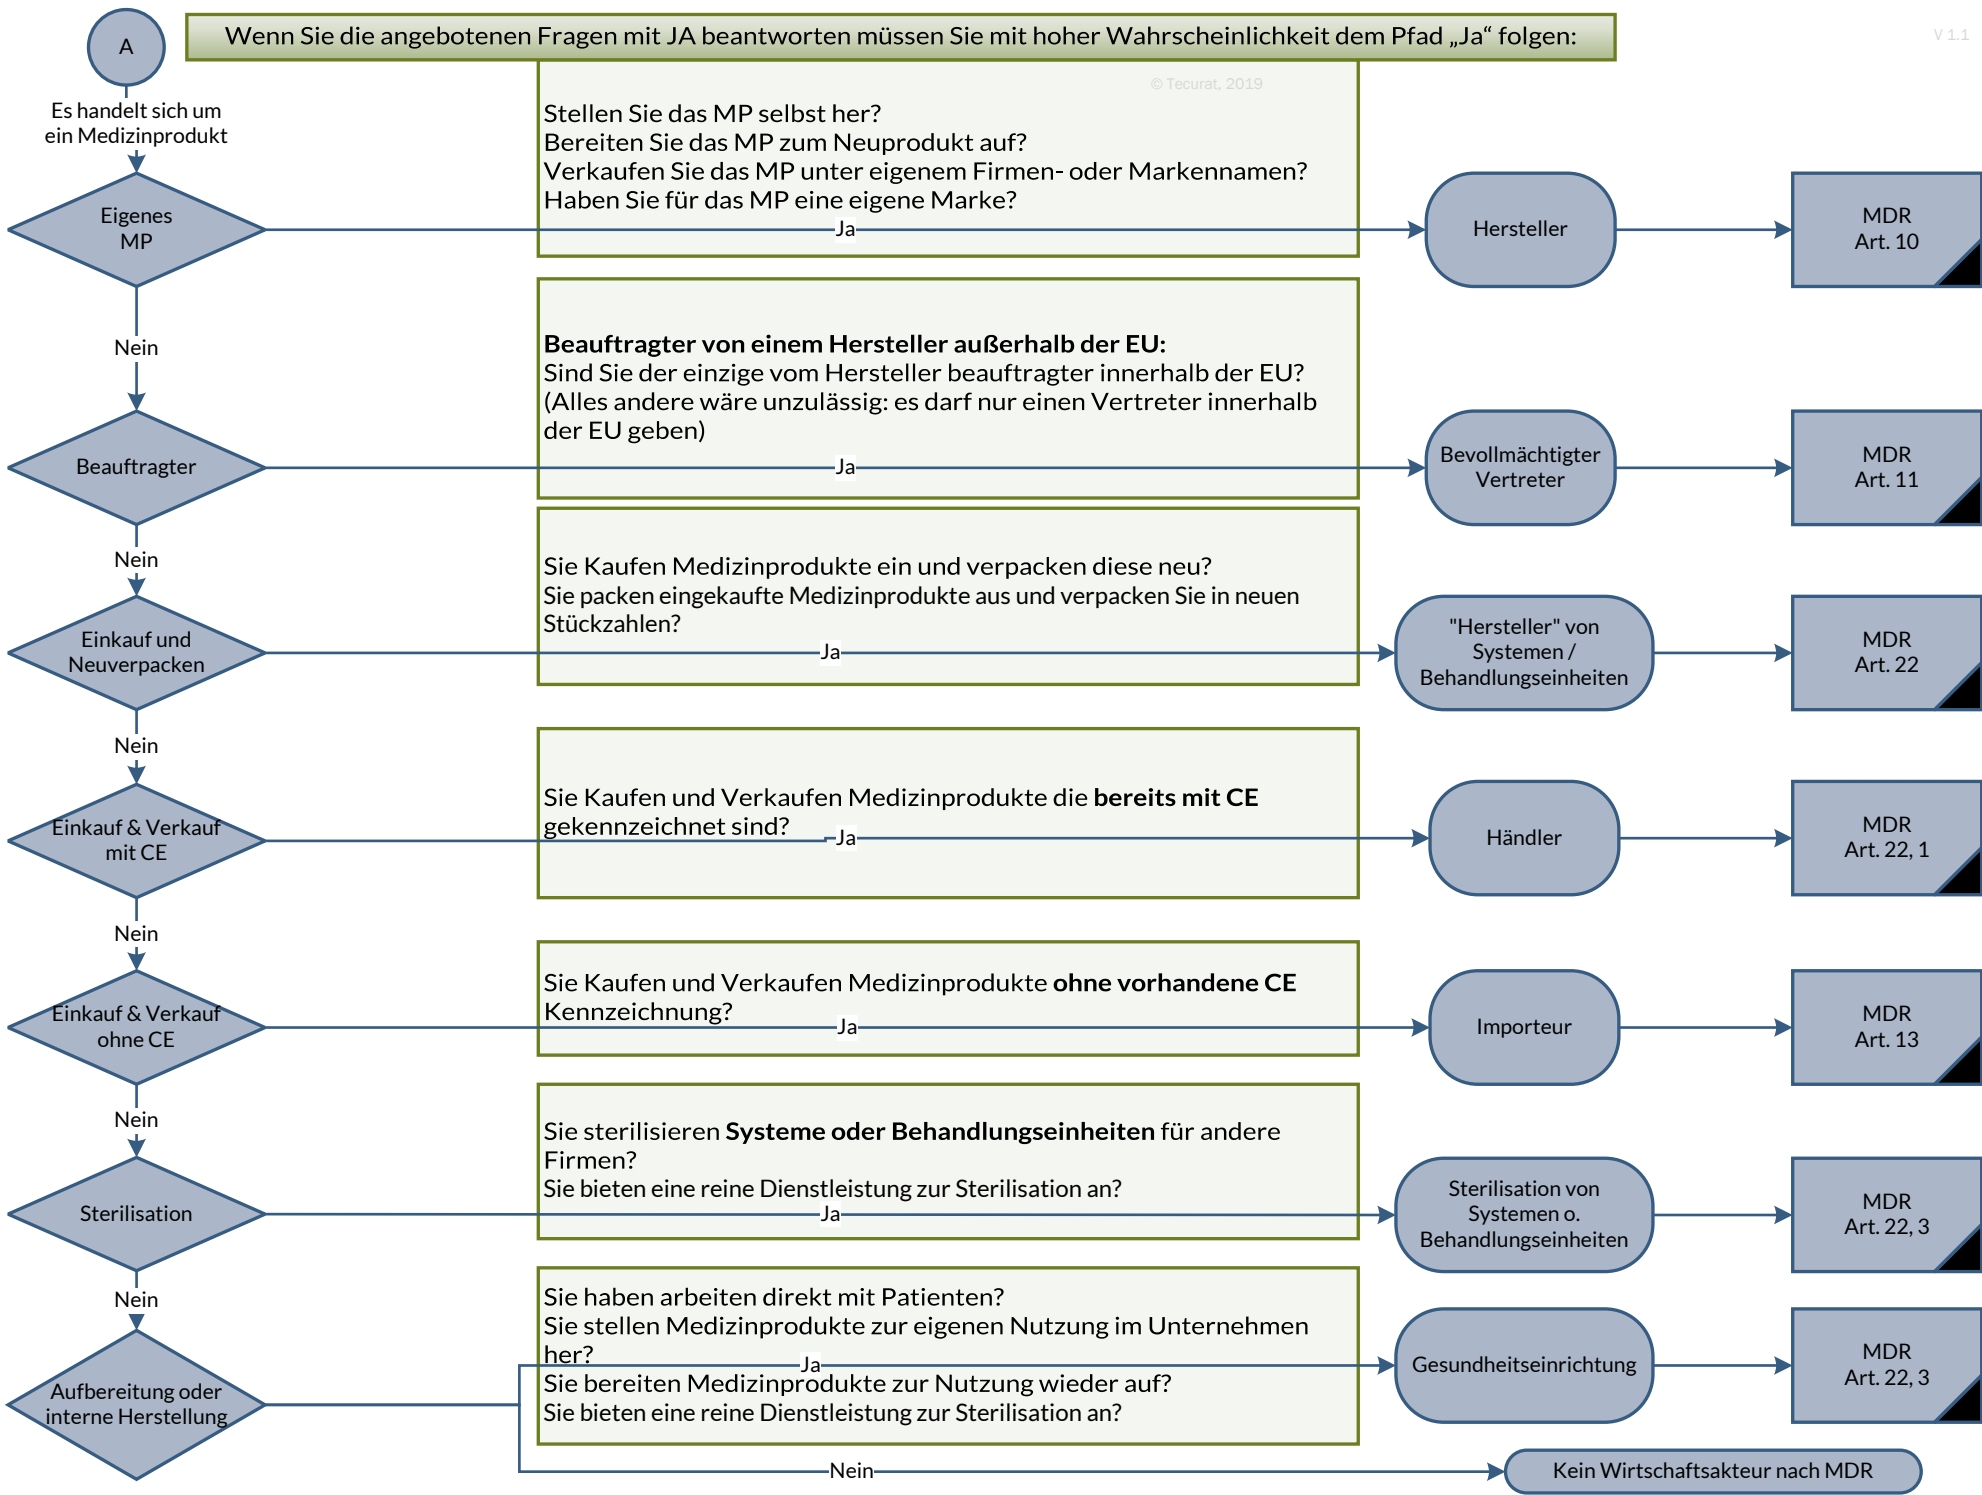 A
Wenn Sie die angebotenen Fragen mit JA beantworten müssen Sie mit hoher Wahrscheinlichkeit dem Pfad „Ja“ folgen:
V 1.1
© Tecurat, 2019
Es handelt sich um
ein Medizinprodukt
Stellen Sie das MP selbst her?
Bereiten Sie das MP zum Neuprodukt auf?
Verkaufen Sie das MP unter eigenem Firmen- oder Markennamen?
Haben Sie für das MP eine eigene Marke?
Eigenes
MP
Ja
Hersteller
MDR
Art. 10
Nein
Beauftragter von einem Hersteller außerhalb der EU:
Sind Sie der einzige vom Hersteller beauftragter innerhalb der EU?
(Alles andere wäre unzulässig: es darf nur einen Vertreter innerhalb
der EU geben)
Beauftragter
Ja
Bevollmächtigter
Vertreter
MDR
Art. 11
Nein
Sie Kaufen Medizinprodukte ein und verpacken diese neu?
Sie packen eingekaufte Medizinprodukte aus und verpacken Sie in neuen
Stückzahlen?
Einkauf und
Neuverpacken
Ja
"Hersteller" von
Systemen /
Behandlungseinheiten
MDR
Art. 22
Nein
Sie Kaufen und Verkaufen Medizinprodukte die bereits mit CE
gekennzeichnet sind?
Einkauf & Verkauf
mit CE
Ja
Händler
MDR
Art. 22, 1
Nein
Sie Kaufen und Verkaufen Medizinprodukte ohne vorhandene CE
Kennzeichnung?
Einkauf & Verkauf
ohne CE
Ja
Importeur
MDR
Art. 13
Nein
Sie sterilisieren Systeme oder Behandlungseinheiten für andere
Firmen?
Sie bieten eine reine Dienstleistung zur Sterilisation an?
Sterilisation
Ja
Sterilisation von
Systemen o.
Behandlungseinheiten
MDR
Art. 22, 3
Nein
Sie haben arbeiten direkt mit Patienten?
Sie stellen Medizinprodukte zur eigenen Nutzung im Unternehmen
her?
Sie bereiten Medizinprodukte zur Nutzung wieder auf?
Sie bieten eine reine Dienstleistung zur Sterilisation an?
Aufbereitung oder
interne Herstellung
Ja
Gesundheitseinrichtung
MDR
Art. 22, 3
Nein
Kein Wirtschaftsakteur nach MDR